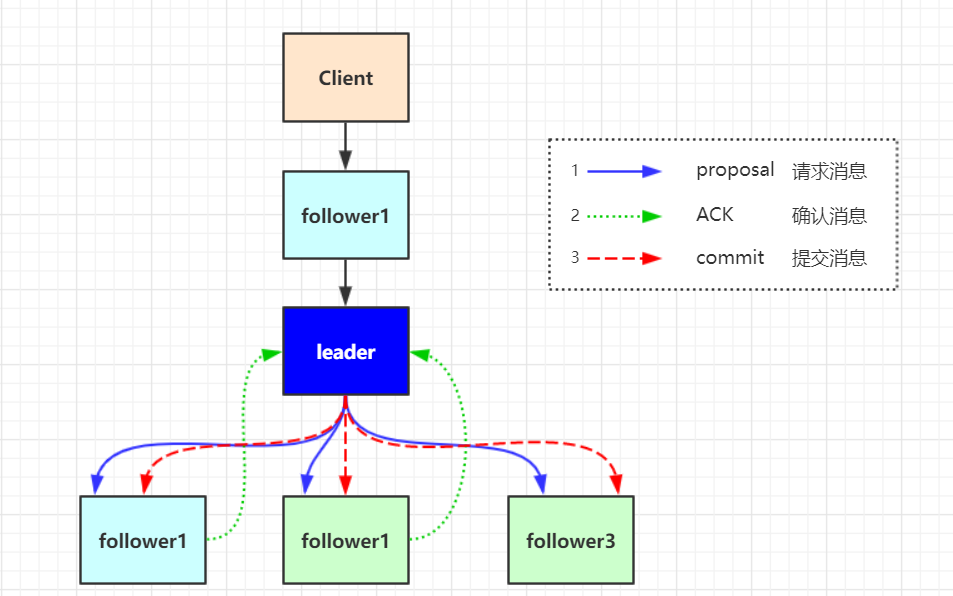 Client
follower1
1 proposal 请求消息
2 ACK 确认消息
3 commit 提交消息
leader
follower1
follower1
follower3